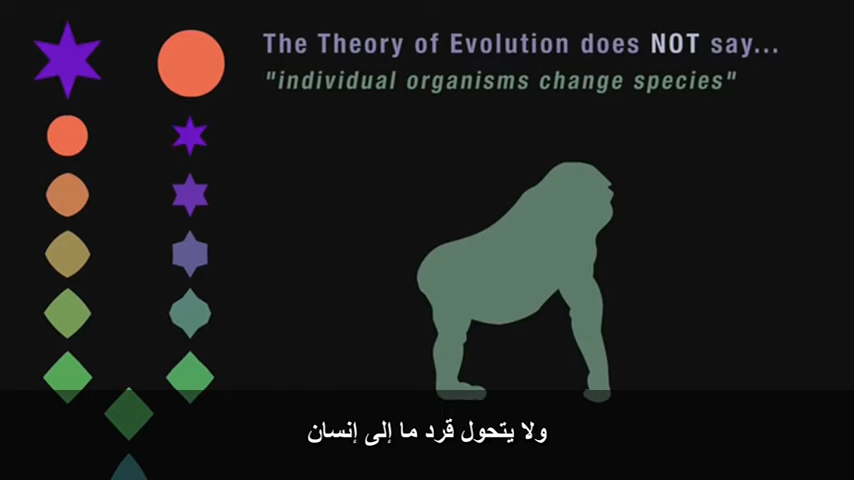 The Theory of Evolution does NOT say...
"individual organisms change species"
ولا يتحول قرد ما إلى إنسان